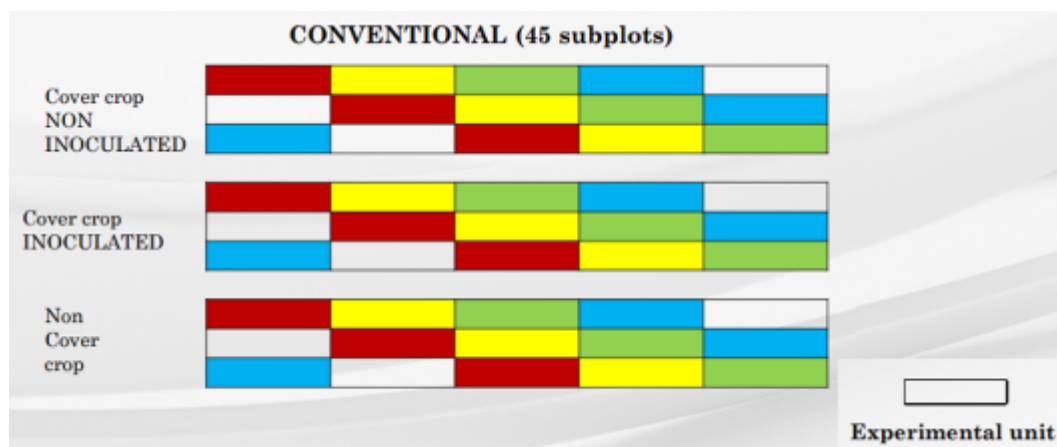 CONVENTIONAL (45 subplots)
Cover crop
NON
INOCULATED
Cover crop
INOCULATED
Non
Cover
crop
Experimental unit